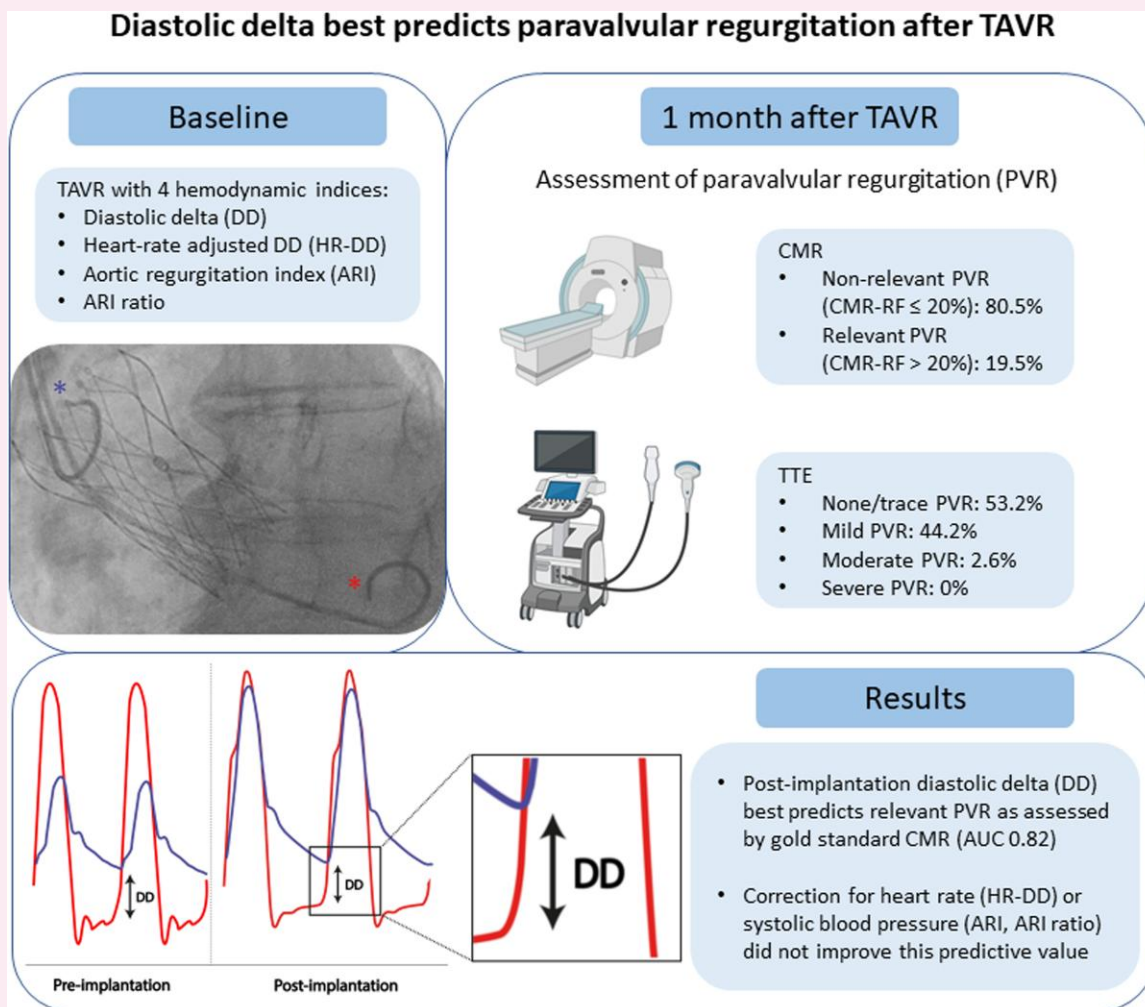 Diastolic delta best predicts paravalvular regurgitation after TAVR
Baseline
TAVR with 4 hemodynamic indices:
• Diastolic delta (DD)
• Heart-rate adjusted DD (HR-DD)
• Aortic regurgitation index (ARI)
• ARI ratio
*
*
1 month after TAVR
Assessment of paravalvular regurgitation (PVR)
CMR
• Non-relevant PVR
(CMR-RF ≤ 20%): 80.5%
• Relevant PVR
(CMR-RF > 20%): 19.5%
TTE
• None/trace PVR: 53.2%
• Mild PVR: 44.2%
• Moderate PVR: 2.6%
• Severe PVR: 0%
DD
DD
DD
Pre-implantation
Post-implantation
Results
• Post-implantation diastolic delta (DD)
best predicts relevant PVR as assessed
by gold standard CMR (AUC 0.82)
• Correction for heart rate (HR-DD) or
systolic blood pressure (ARI, ARI ratio)
did not improve this predictive value